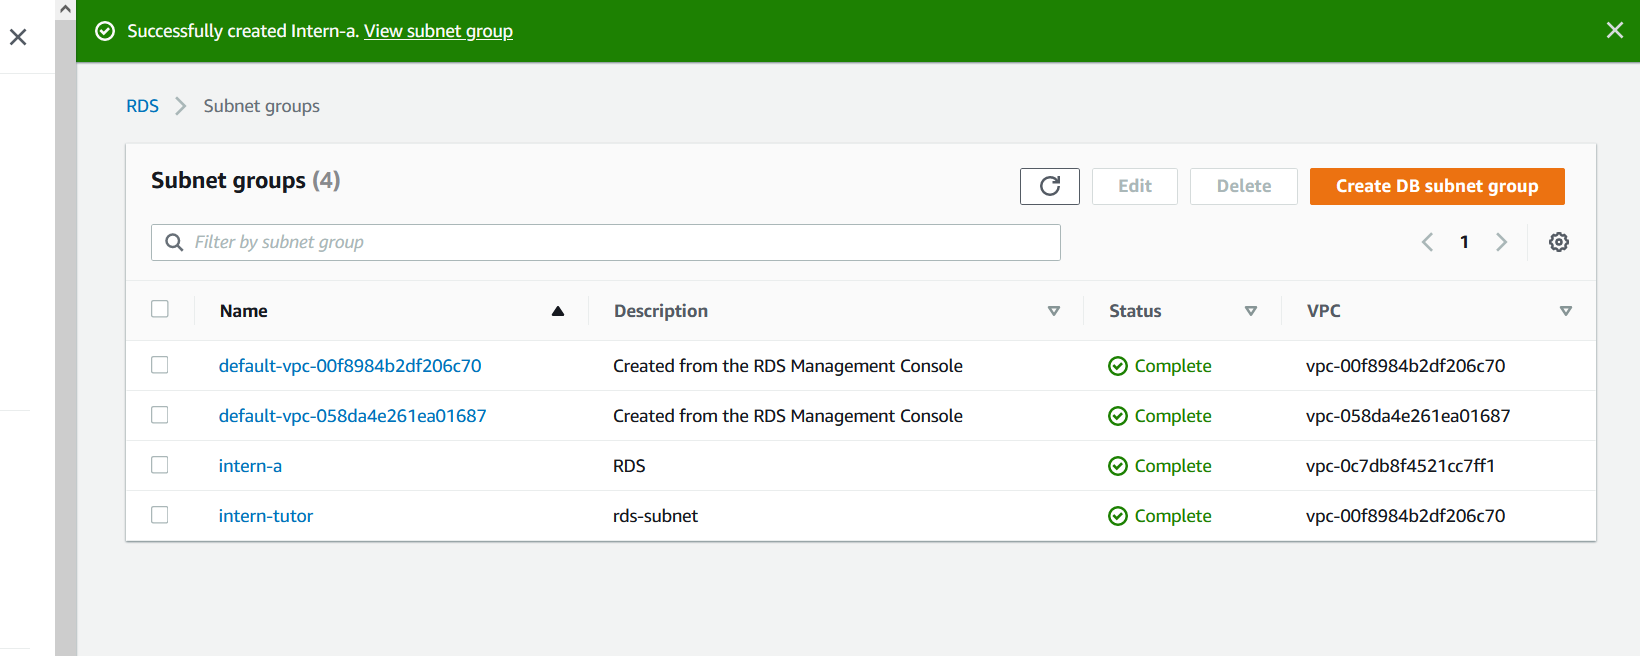 Successfully created Intern-a. View subnet group
RDS > Subnet groups
Subnet groups (4)
Edit
Delete
Create DB subnet group
Filter by subnet group
1
Name Description Status VPC
default-vpc-00f8984b2df206c70 Created from the RDS Management Console Complete vpc-00f8984b2df206c70
default-vpc-058da4e261ea01687 Created from the RDS Management Console Complete vpc-058da4e261ea01687
intern-a RDS Complete vpc-0c7db8f4521cc7ff1
intern-tutor rds-subnet Complete vpc-00f8984b2df206c70